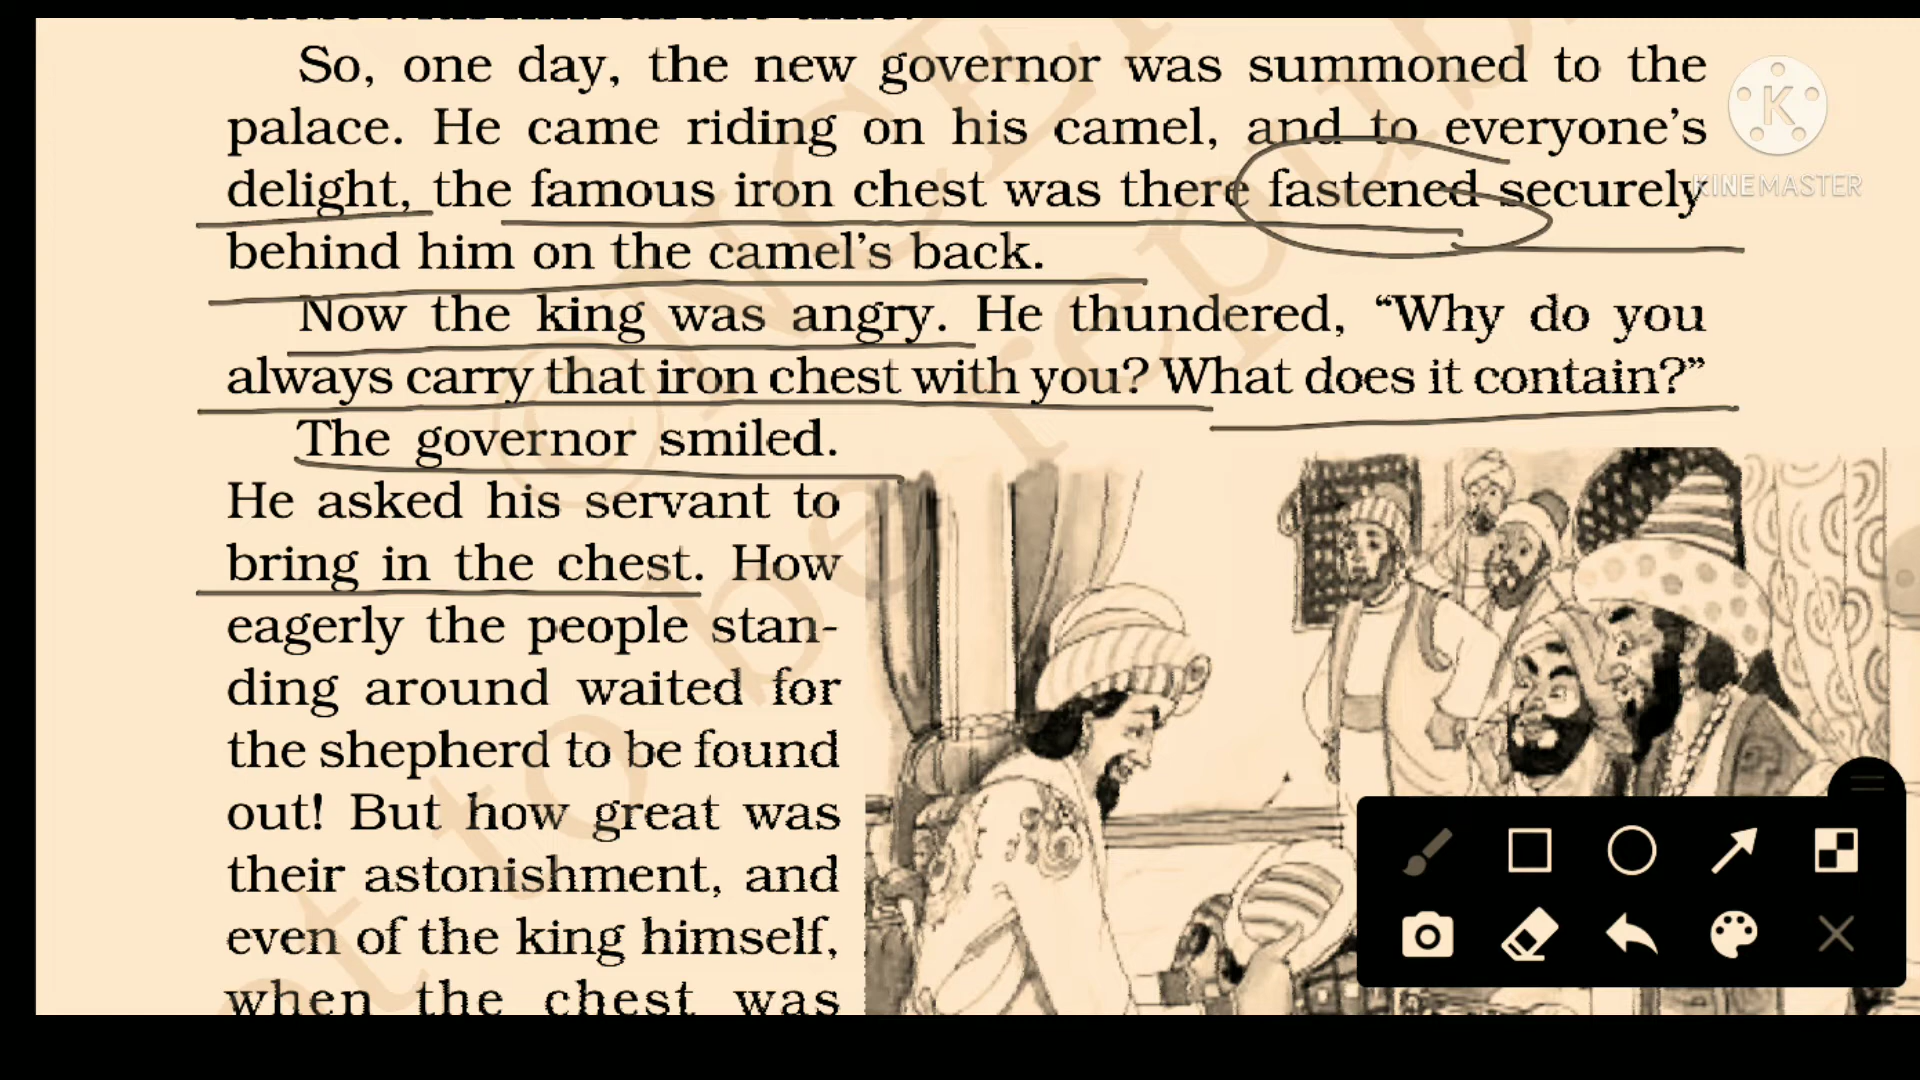 So, one day, the new governor was summoned to the
palace. He came riding on his camel, and to everyone's
delight, the famous iron chest was there fastened securely
behind him on the camel's back.
Now the king was angry. He thundered, “Why do you
always carry that iron chest with you? What does it contain?”
The governor smiled.
He asked his servant to
bring in the chest. How
eagerly the people stan-
ding around waited for
the shepherd to be found
out! But how great was
their astonishment, and
even of the king himself,
when the chest was
K
KINEMASTER